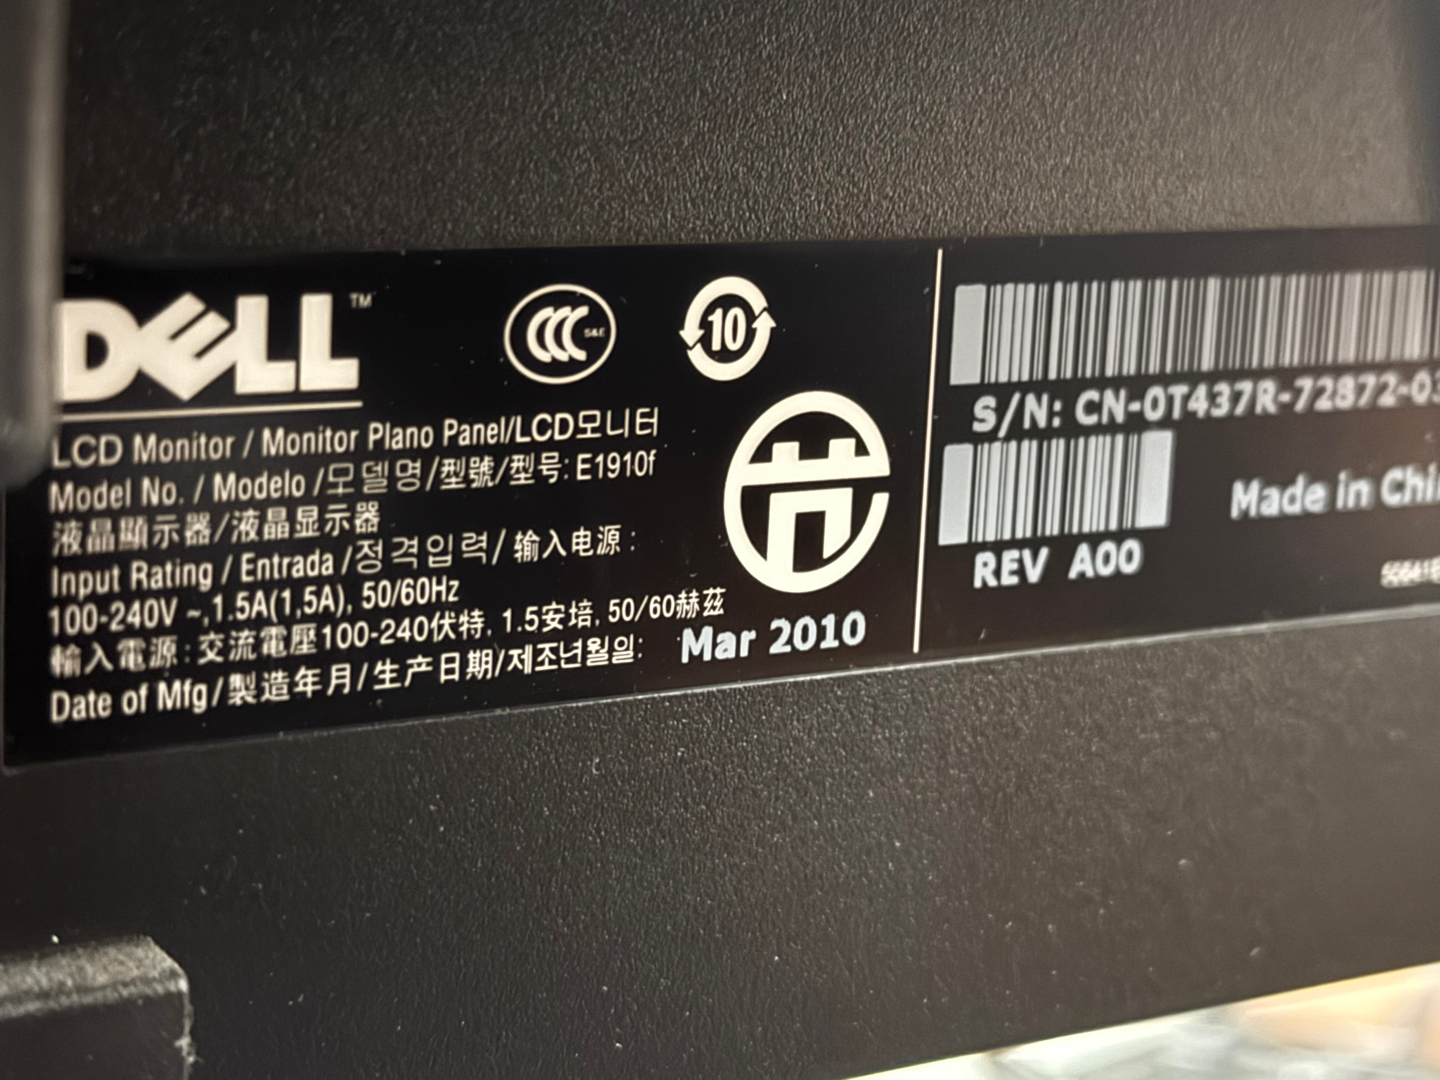 DELL™
CCC S&E
10
LCD Monitor / Monitor Plano Panel/LCD모니터
Model No. / Modelo /모델명/型號/型号: E1910f
液晶顯示器/液晶显示器
Input Rating / Entrada /정격입력/ 输入电源 :
100-240V ~,1.5A(1,5A), 50/60Hz
輸入電源: 交流電壓100-240伏特, 1.5安培, 50/60赫茲
Date of Mfg/製造年月/生产日期/제조년월일: Mar 2010
S/N: CN-0T437R-72872-03
REV A00
Made in Chi